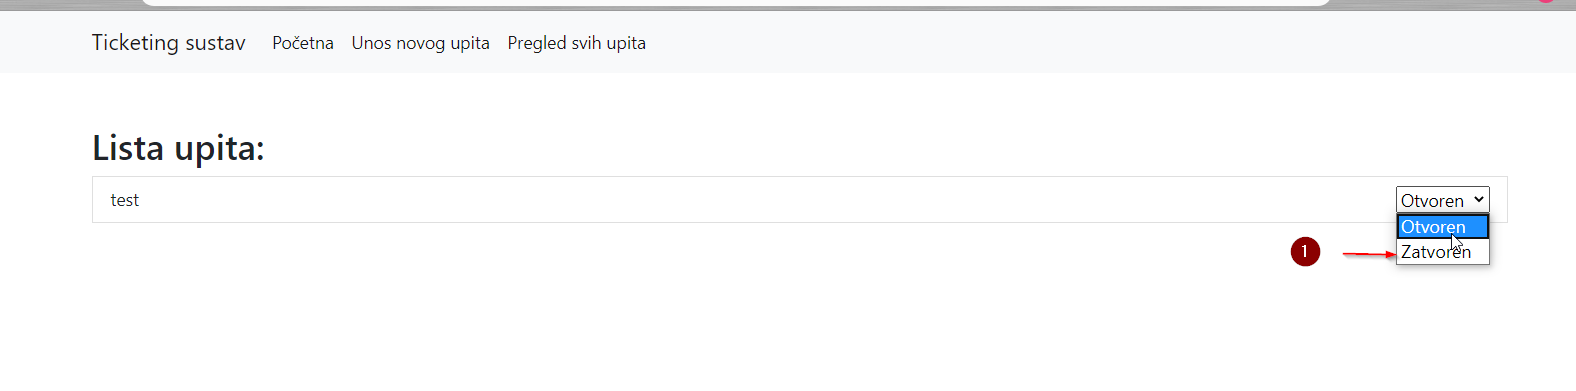 Ticketing sustav Početna Unos novog upita Pregled svih upita
Lista upita:
test Otvoren
Otvoren
1 Zatvoren